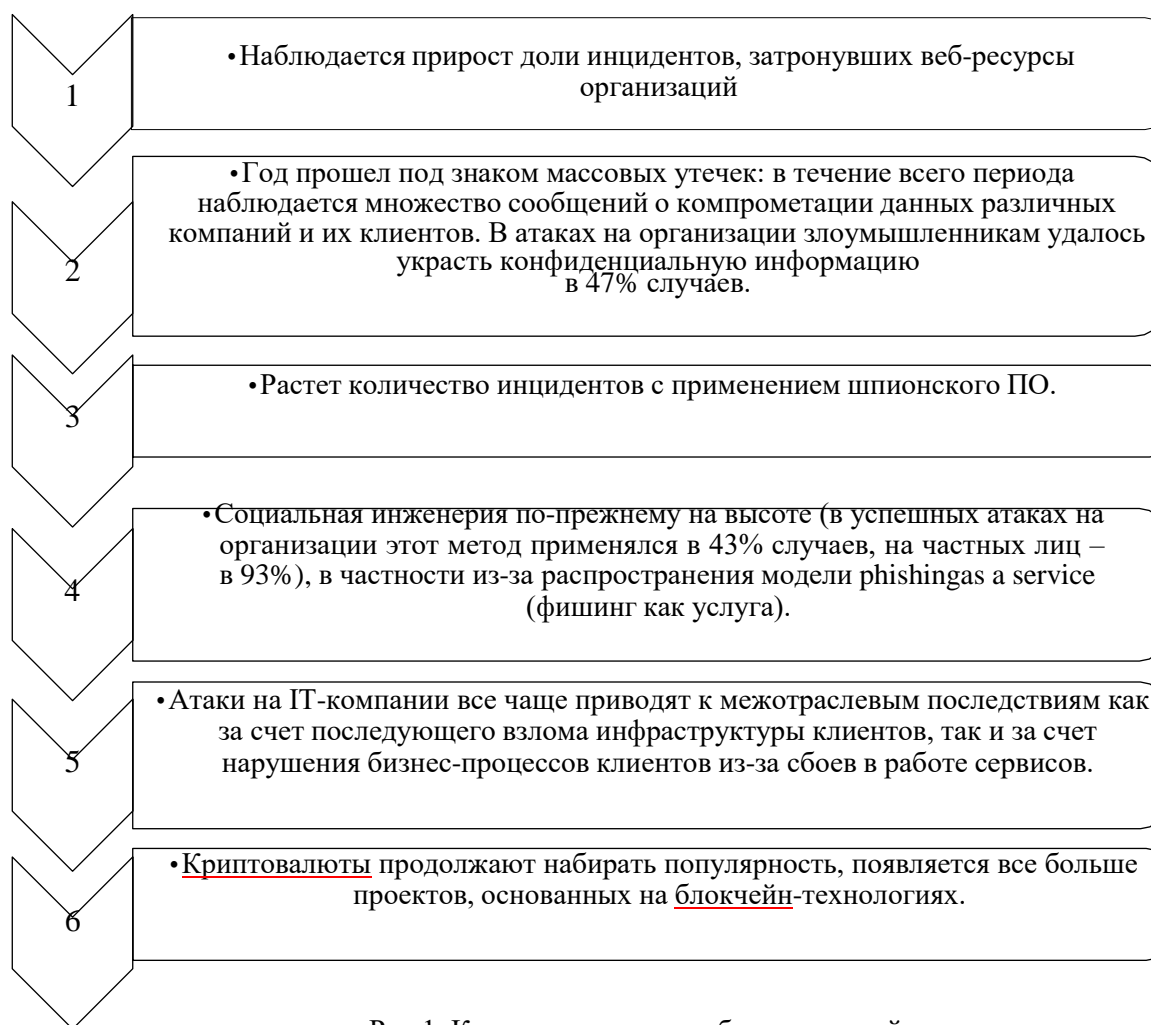 1
•Наблюдается прирост доли инцидентов, затронувших веб-ресурсы
организаций
2
•Год прошел под знаком массовых утечек: в течение всего периода
наблюдается множество сообщений о компрометации данных различных
компаний и их клиентов. В атаках на организации злоумышленникам удалось
украсть конфиденциальную информацию
в 47% случаев.
3
•Растет количество инцидентов с применением шпионского ПО.
4
•Социальная инженерия по-прежнему на высоте (в успешных атаках на
организации этот метод применялся в 43% случаев, на частных лиц –
в 93%), в частности из-за распространения модели phishingas a service
(фишинг как услуга).
5
•Атаки на IT-компании все чаще приводят к межотраслевым последствиям как
за счет последующего взлома инфраструктуры клиентов, так и за счет
нарушения бизнес-процессов клиентов из-за сбоев в работе сервисов.
6
•Криптовалюты продолжают набирать популярность, появляется все больше
проектов, основанных на блокчейн-технологиях.